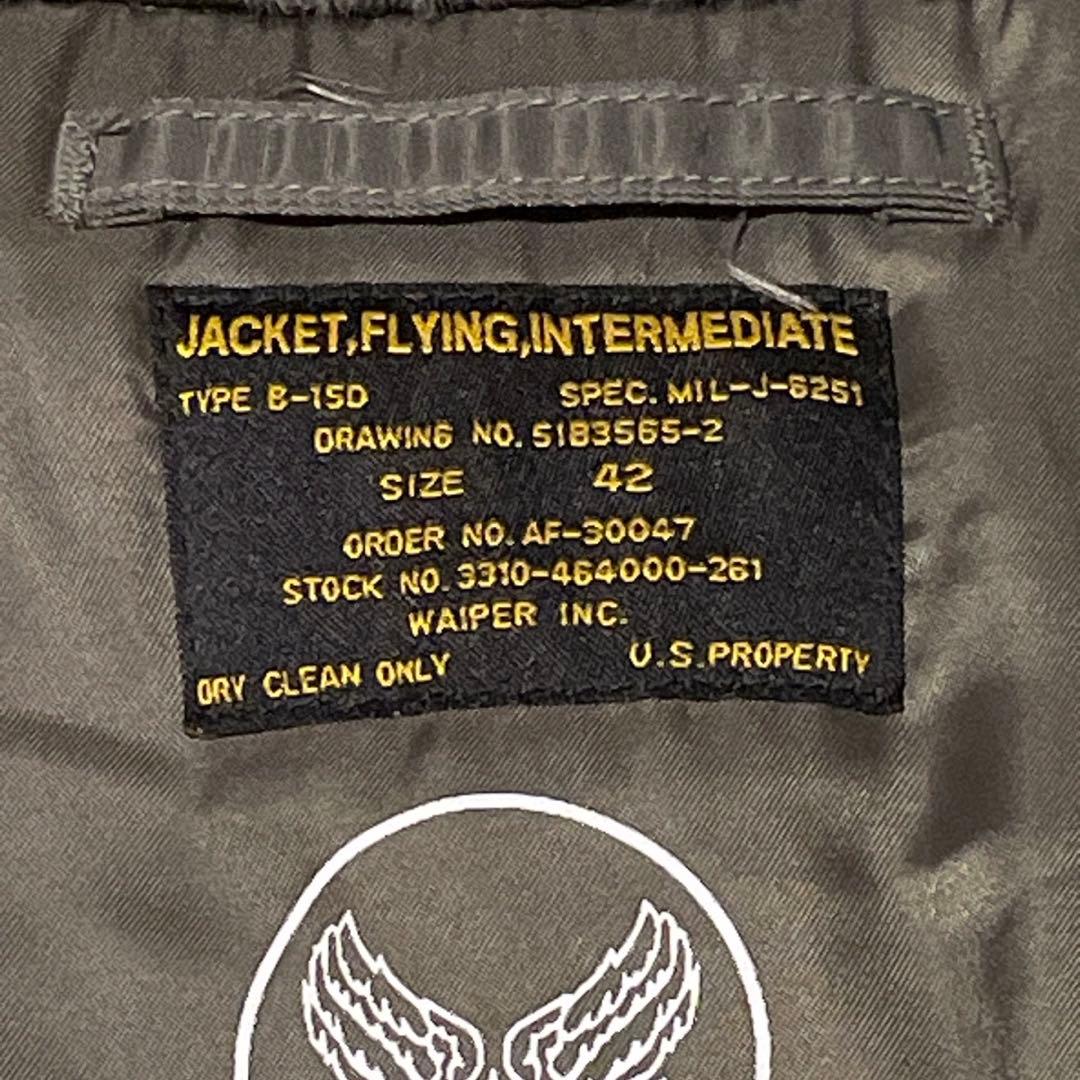 JACKET,FLYING,INTERMEDIATE
TYPE B-15D SPEC. MIL-J-6251
DRAWING NO. 5183565-2
SIZE 42
ORDER NO. AF-30047
STOCK NO. 3310-464000-261
WAIPER INC.
DRY CLEAN ONLY U.S.PROPERTY